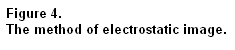 Figure 4.
The method of electrostatic image.